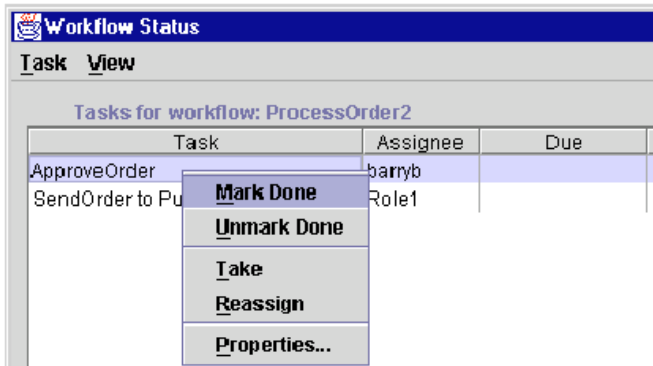 Workflow Status
Task View
Tasks for workflow: ProcessOrder2
Task Assignee Due
ApproveOrder barryb
SendOrder to Pu Role1
Mark Done
Unmark Done
Take
Reassign
Properties...